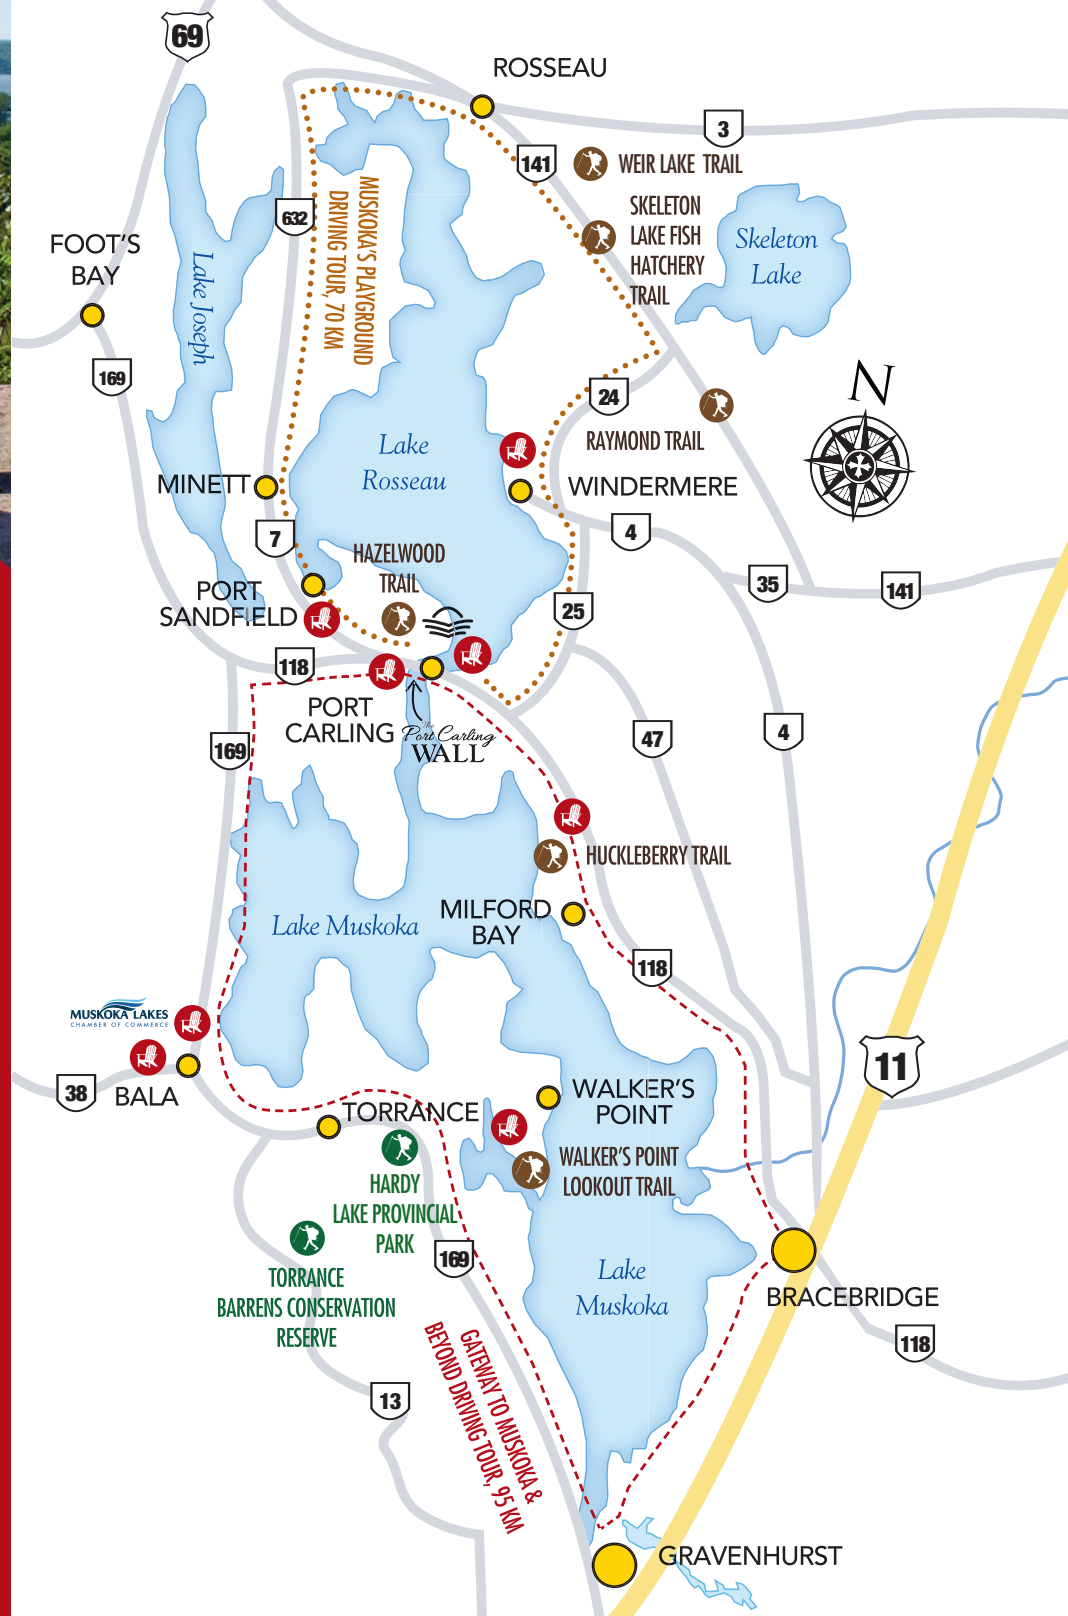 69
ROSSEAU
3
141
WEIR LAKE TRAIL
SKELETON
LAKE FISH
HATCHERY
TRAIL
Skeleton
Lake
632
MUSKOKA'S PLAYGROUND
DRIVING TOUR, 70 KM
FOOT'S
BAY
Lake Joseph
169
24
N
RAYMOND TRAIL
Lake
Rosseau
MINETT
WINDERMERE
7
4
HAZELWOOD
TRAIL
35
141
PORT
SANDFIELD
25
118
PORT
CARLING
The
Port Carling
WALL
169
47
4
HUCKLEBERRY TRAIL
Lake Muskoka
MILFORD
BAY
118
MUSKOKA LAKES
CHAMBER OF COMMERCE
11
38
BALA
WALKER'S
POINT
TORRANCE
WALKER'S POINT
LOOKOUT TRAIL
HARDY
LAKE PROVINCIAL
PARK
169
TORRANCE
BARRENS CONSERVATION
RESERVE
Lake
Muskoka
BRACEBRIDGE
118
GATEWAY TO MUSKOKA &
BEYOND DRIVING TOUR, 95 KM
13
GRAVENHURST